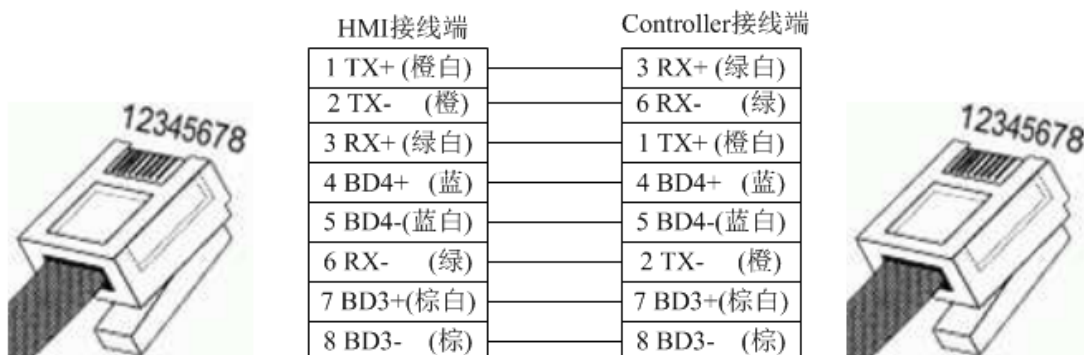 HMI接线端 Controller接线端
1 TX+ (橙白) 3 RX+ (绿白)
2 TX- (橙) 6 RX- (绿)
3 RX+ (绿白) 1 TX+ (橙白)
4 BD4+ (蓝) 4 BD4+ (蓝)
5 BD4-(蓝白) 5 BD4-(蓝白)
6 RX- (绿) 2 TX- (橙)
7 BD3+(棕白) 7 BD3+(棕白)
8 BD3- (棕) 8 BD3- (棕)
12345678
12345678